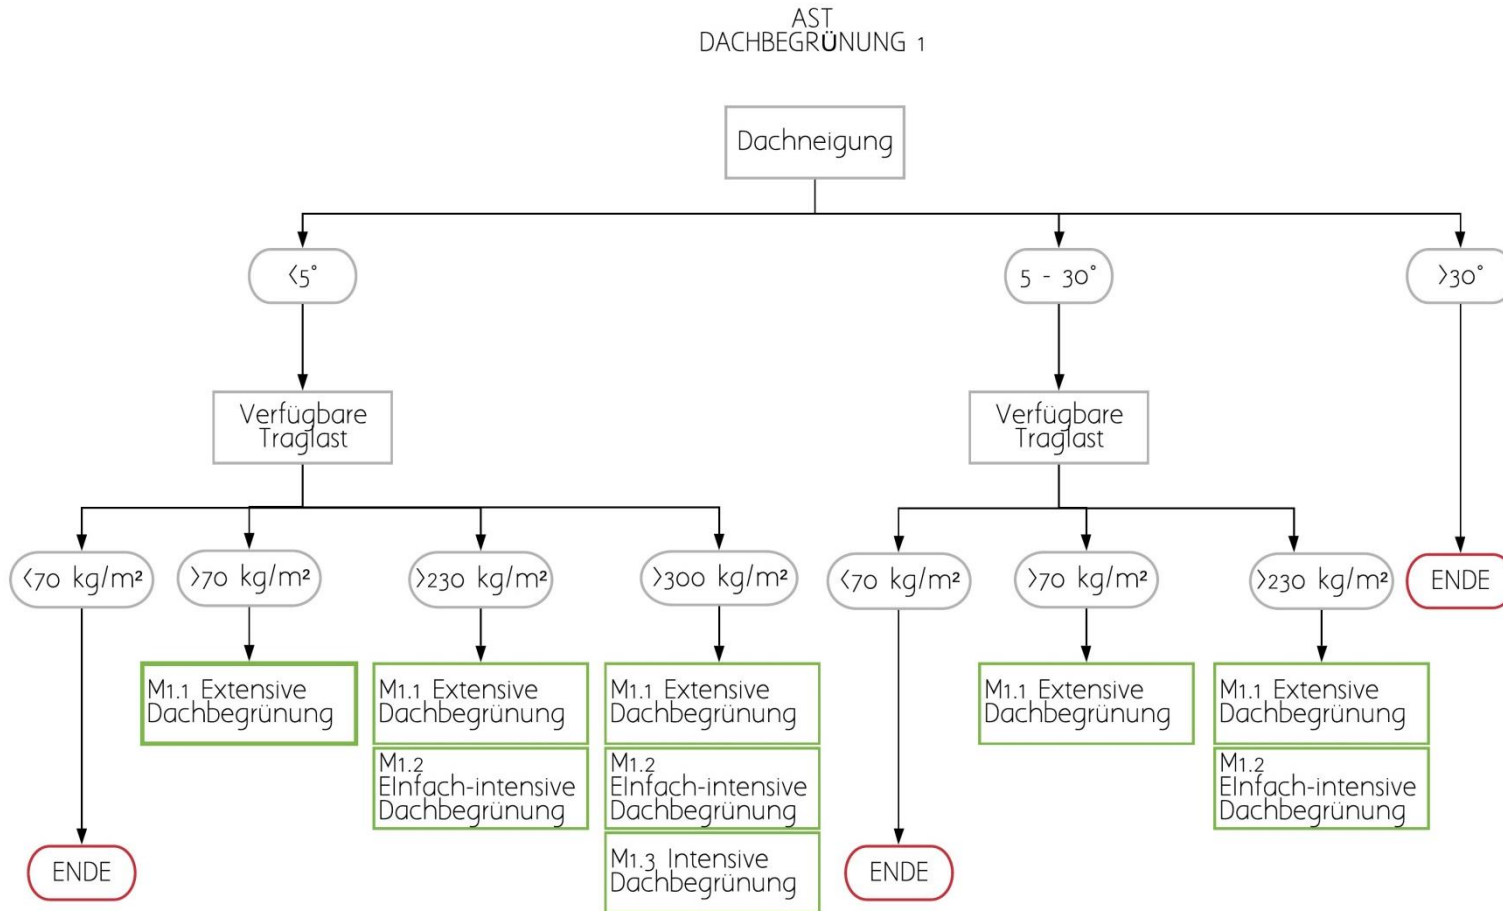 AST
DACHBEGRÜNUNG 1
Dachneigung
<5°
5 - 30°
>30°
Verfügbare
Traglast
Verfügbare
Traglast
<70 kg/m²
>70 kg/m²
>230 kg/m²
>300 kg/m²
<70 kg/m²
>70 kg/m²
>230 kg/m²
ENDE
M1.1 Extensive
Dachbegrünung
M1.1 Extensive
Dachbegrünung
M1.2
EInfach-intensive
Dachbegrünung
M1.1 Extensive
Dachbegrünung
M1.2
EInfach-intensive
Dachbegrünung
M1.3 Intensive
Dachbegrünung
M1.1 Extensive
Dachbegrünung
M1.1 Extensive
Dachbegrünung
M1.2
EInfach-intensive
Dachbegrünung
ENDE
ENDE